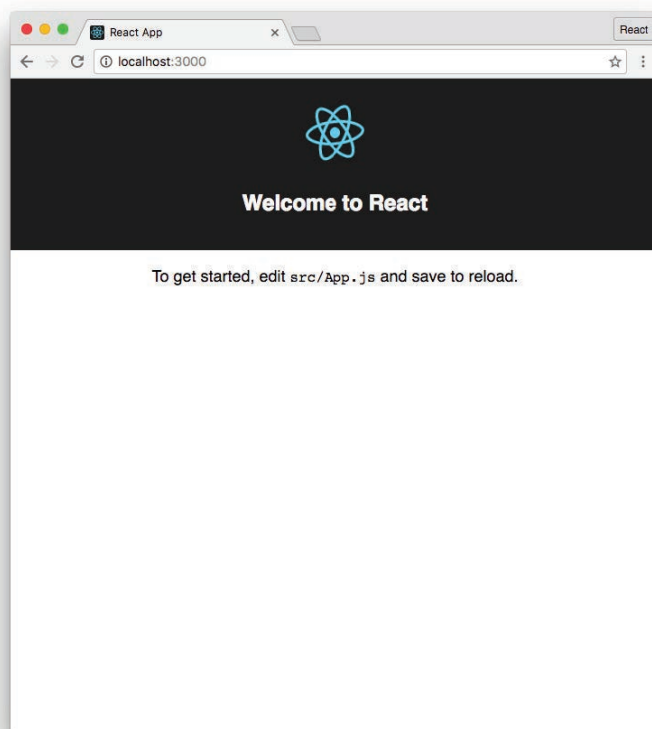 React App
React
localhost:3000
Welcome to React
To get started, edit src/App.js and save to reload.